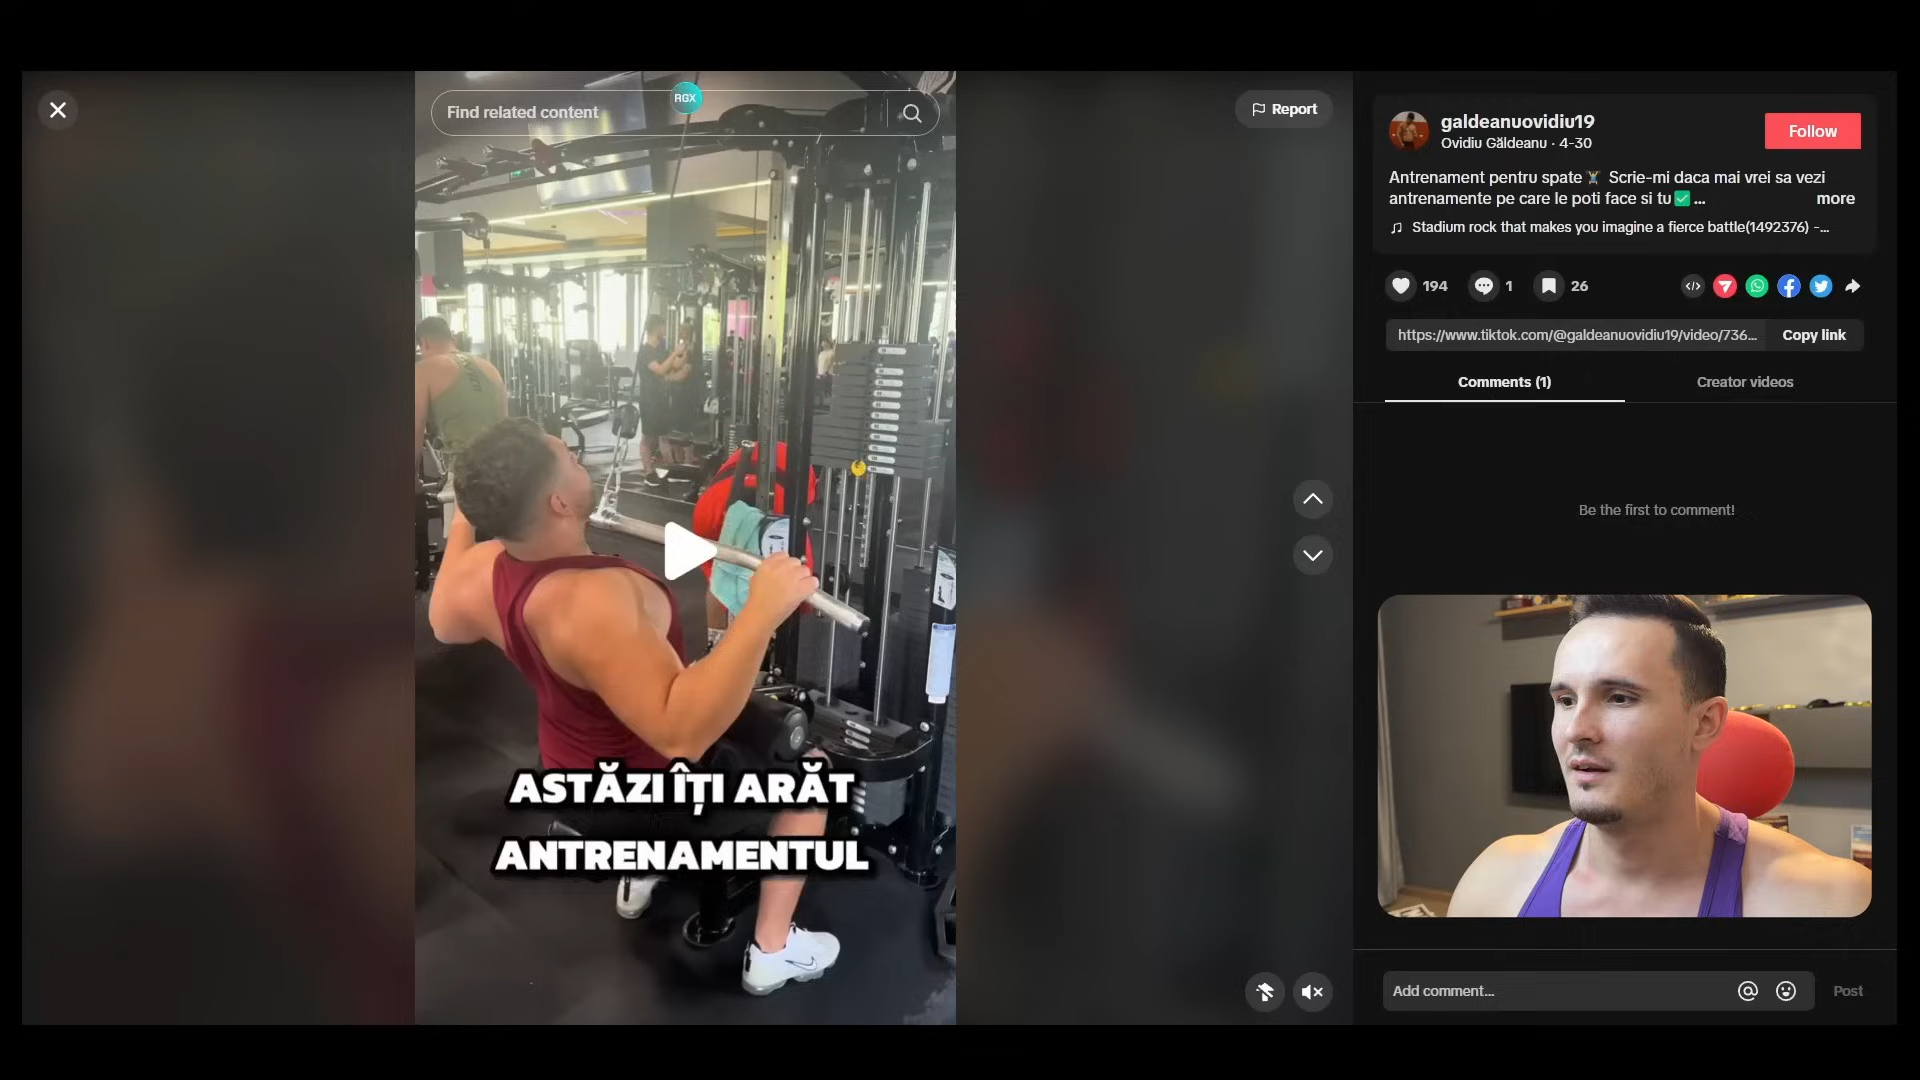 Find related content
RGX
Report
ASTĂZI ÎȚI ARĂT
ANTRENAMENTUL
galdeanuovidiu19
Ovidiu Găldeanu · 4-30
Follow
Antrenament pentru spate🏋️ Scrie-mi daca mai vrei sa vezi
antrenamente pe care le poti face si tu✅ ...
more
Stadium rock that makes you imagine a fierce battle(1492376) -...
194
1
26
https://www.tiktok.com/@galdeanuovidiu19/video/736...
Copy link
Comments (1)
Creator videos
Be the first to comment!
Add comment...
Post